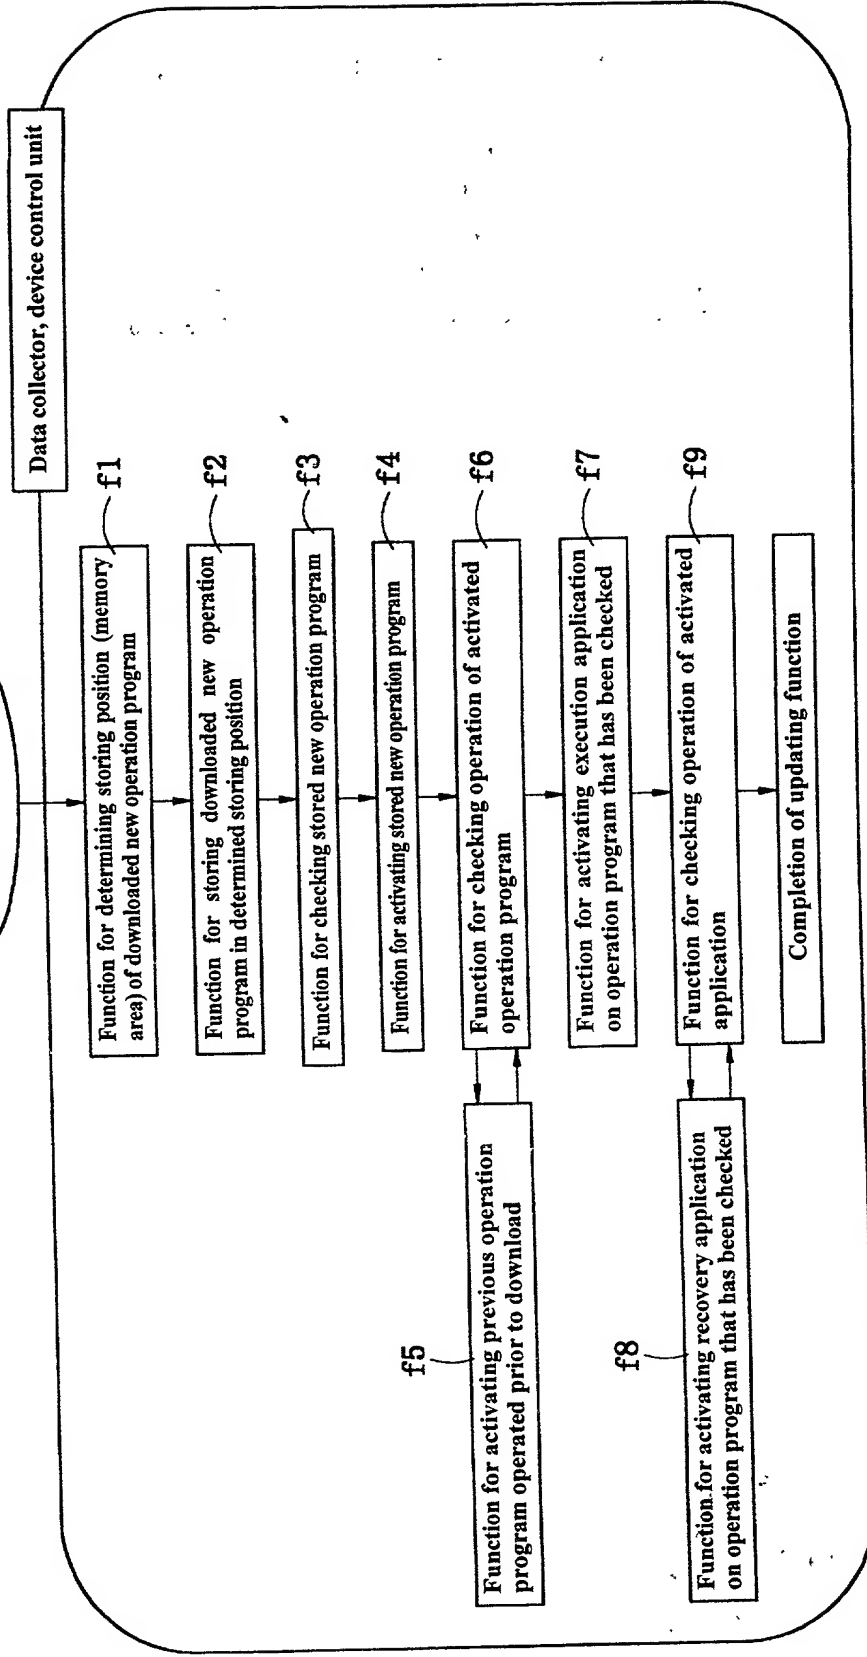 Data collector, device control unit
f1
Function for determining storing position (memory
area) of downloaded new operation program
f2
Function for storing downloaded new operation
program in determined storing position
f3
Function for checking stored new operation program
f4
Function for activating stored new operation program
f6
Function for checking operation of activated
operation program
f5
Function for activating previous operation
program operated prior to download
f7
Function for activating execution application
on operation program that has been checked
f9
Function for checking operation of activated
application
f8
Function for activating recovery application
on operation program that has been checked
Completion of updating function